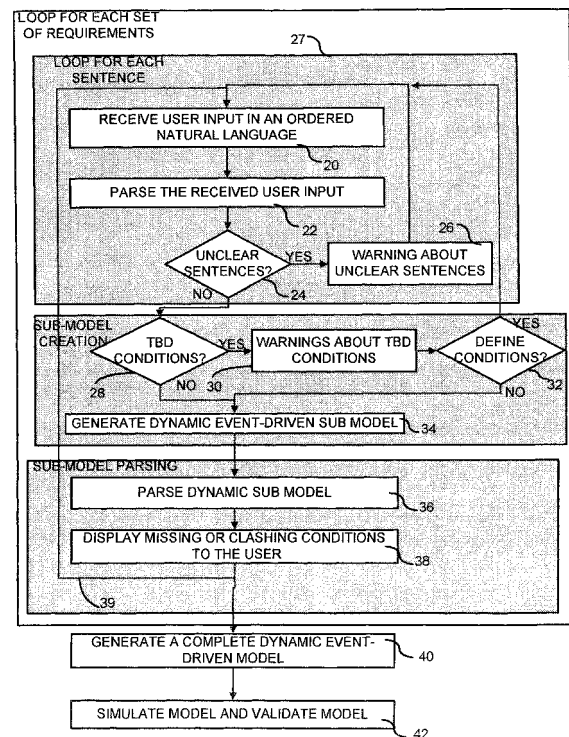 LOOP FOR EACH SET
OF REQUIREMENTS
27
LOOP FOR EACH
SENTENCE
RECEIVE USER INPUT IN AN ORDERED
NATURAL LANGUAGE
20
PARSE THE RECEIVED USER INPUT
22
UNCLEAR
SENTENCES?
YES
24
NO
26
WARNING ABOUT
UNCLEAR SENTENCES
SUB-MODEL
CREATION
TBD
CONDITIONS?
YES
28
NO
WARNINGS ABOUT TBD
CONDITIONS
30
YES
DEFINE
CONDITIONS?
32
NO
GENERATE DYNAMIC EVENT-DRIVEN SUB MODEL
34
SUB-MODEL PARSING
PARSE DYNAMIC SUB MODEL
36
DISPLAY MISSING OR CLASHING CONDITIONS
TO THE USER
38
39
GENERATE A COMPLETE DYNAMIC EVENT-
DRIVEN MODEL
40
SIMULATE MODEL AND VALIDATE MODEL
42